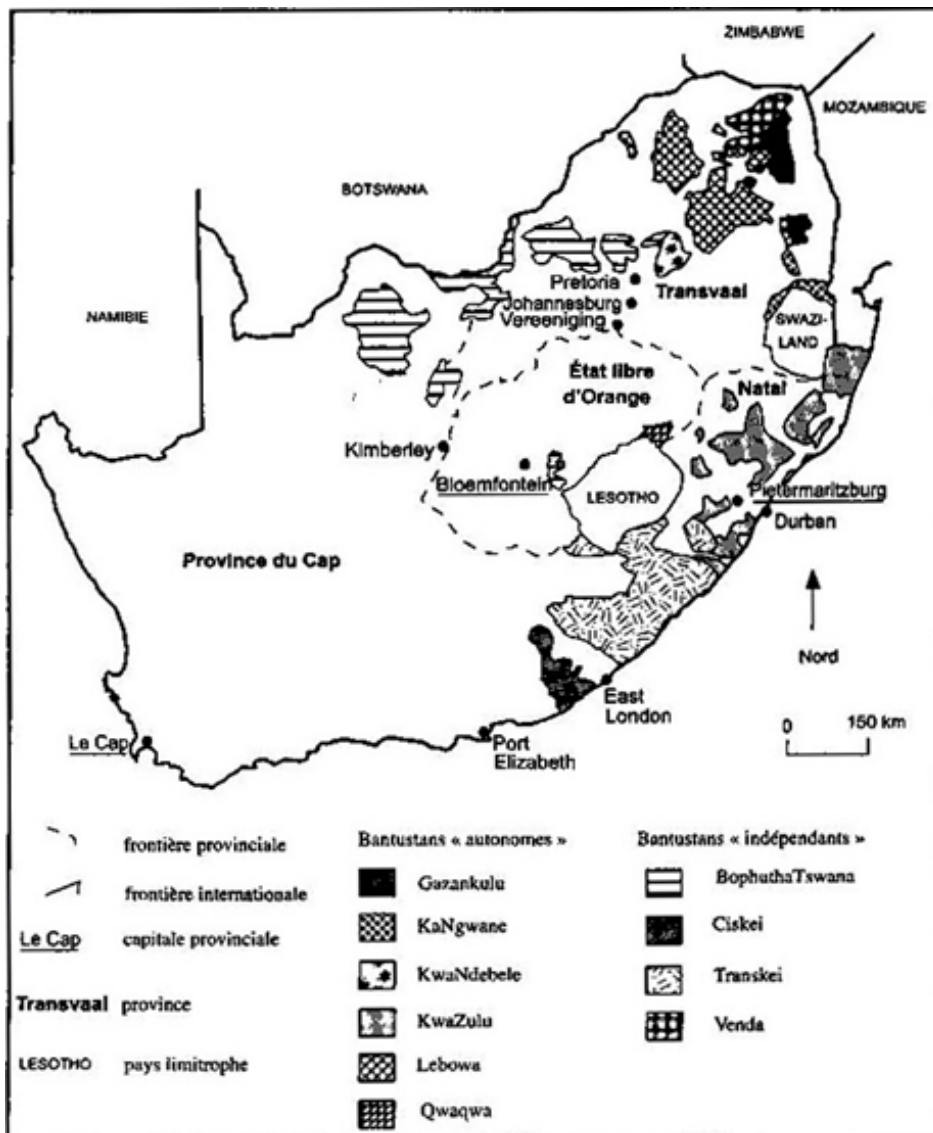 ZIMBABWE
MOZAMBIQUE
BOTSWANA
NAMIBIE
Pretoria
Johannesburg
Vereeniging
Transvaal
SWAZI-
LAND
État libre
d'Orange
Natal
Kimberley
Bloemfontein
LESOTHO
Pietermaritzburg
Durban
Province du Cap
Nord
East
London
0 150 km
Le Cap
Port
Elizabeth
frontière provinciale
frontière internationale
Le Cap capitale provinciale
Transvaal province
LESOTHO pays limitrophe
Bantustans « autonomes »
Gazankulu
KaNgwane
KwaNdebele
KwaZulu
Lebowa
Qwaqwa
Bantustans « indépendants »
BophuthaTswana
Ciskei
Transkei
Venda